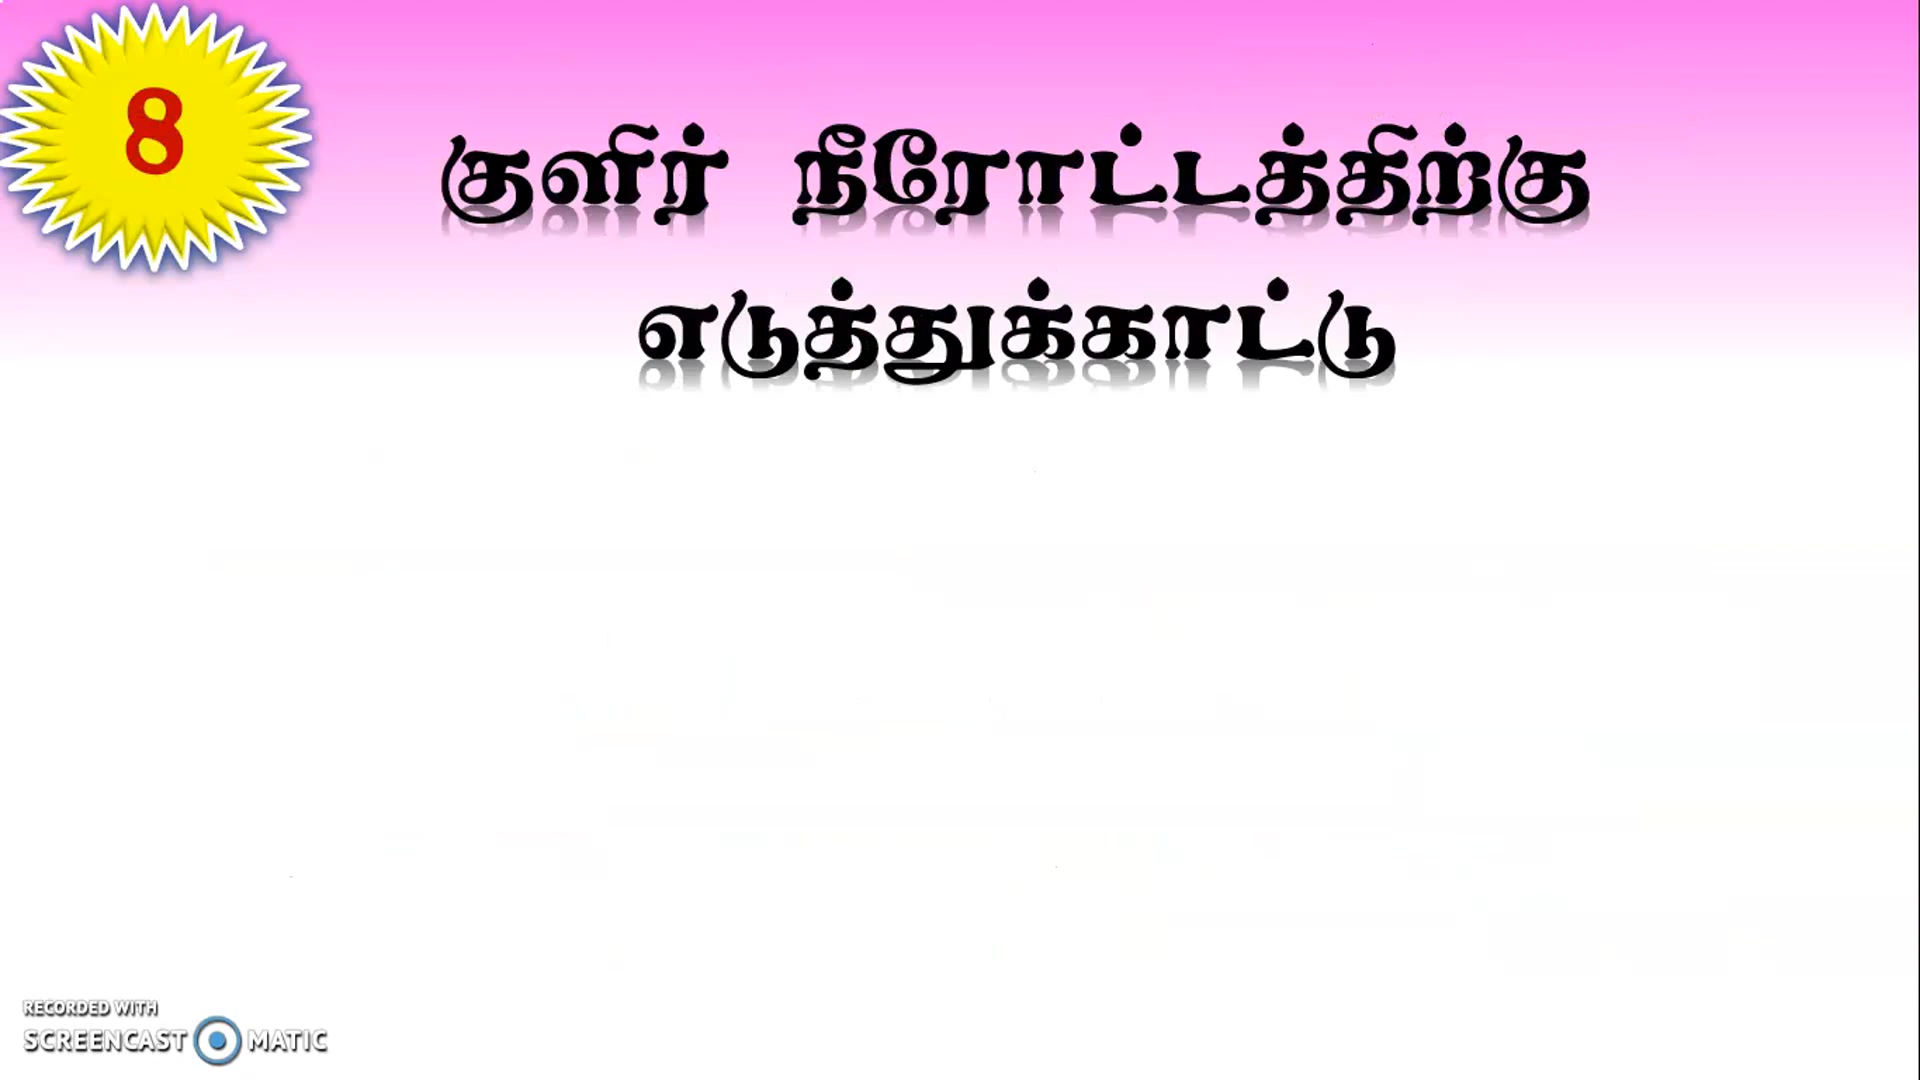 8
குளிர் நீரோட்டத்திற்கு
எடுத்துக்காட்டு
RECORDED WITH
SCREENCAST MATIC